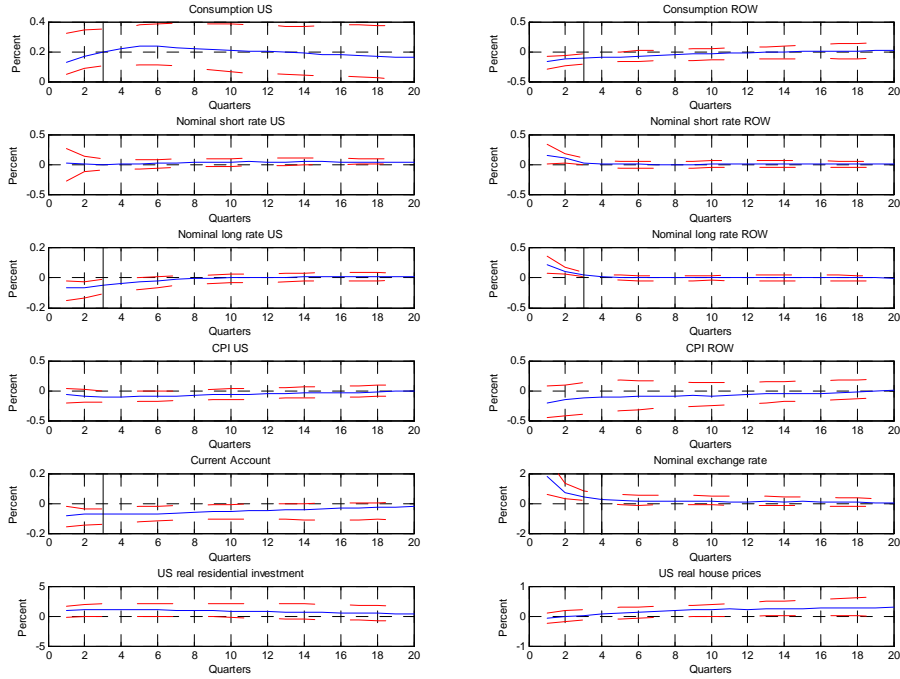 Consumption US
0.4
0.2
0
Percent
0 2 4 6 8 10 12 14 16 18 20
Quarters
Consumption ROW
0.5
0
-0.5
Percent
0 2 4 6 8 10 12 14 16 18 20
Quarters
Nominal short rate US
0.5
0
-0.5
Percent
0 2 4 6 8 10 12 14 16 18 20
Quarters
Nominal short rate ROW
0.5
0
-0.5
Percent
0 2 4 6 8 10 12 14 16 18 20
Quarters
Nominal long rate US
0.2
0
-0.2
Percent
0 2 4 6 8 10 12 14 16 18 20
Quarters
Nominal long rate ROW
0.5
0
-0.5
Percent
0 2 4 6 8 10 12 14 16 18 20
Quarters
CPI US
0.5
0
-0.5
Percent
0 2 4 6 8 10 12 14 16 18 20
Quarters
CPI ROW
0.5
0
-0.5
Percent
0 2 4 6 8 10 12 14 16 18 20
Quarters
Current Account
0.2
0
-0.2
Percent
0 2 4 6 8 10 12 14 16 18 20
Quarters
Nominal exchange rate
2
0
-2
Percent
0 2 4 6 8 10 12 14 16 18 20
Quarters
US real residential investment
5
0
-5
Percent
0 2 4 6 8 10 12 14 16 18 20
Quarters
US real house prices
1
0
-1
Percent
0 2 4 6 8 10 12 14 16 18 20
Quarters